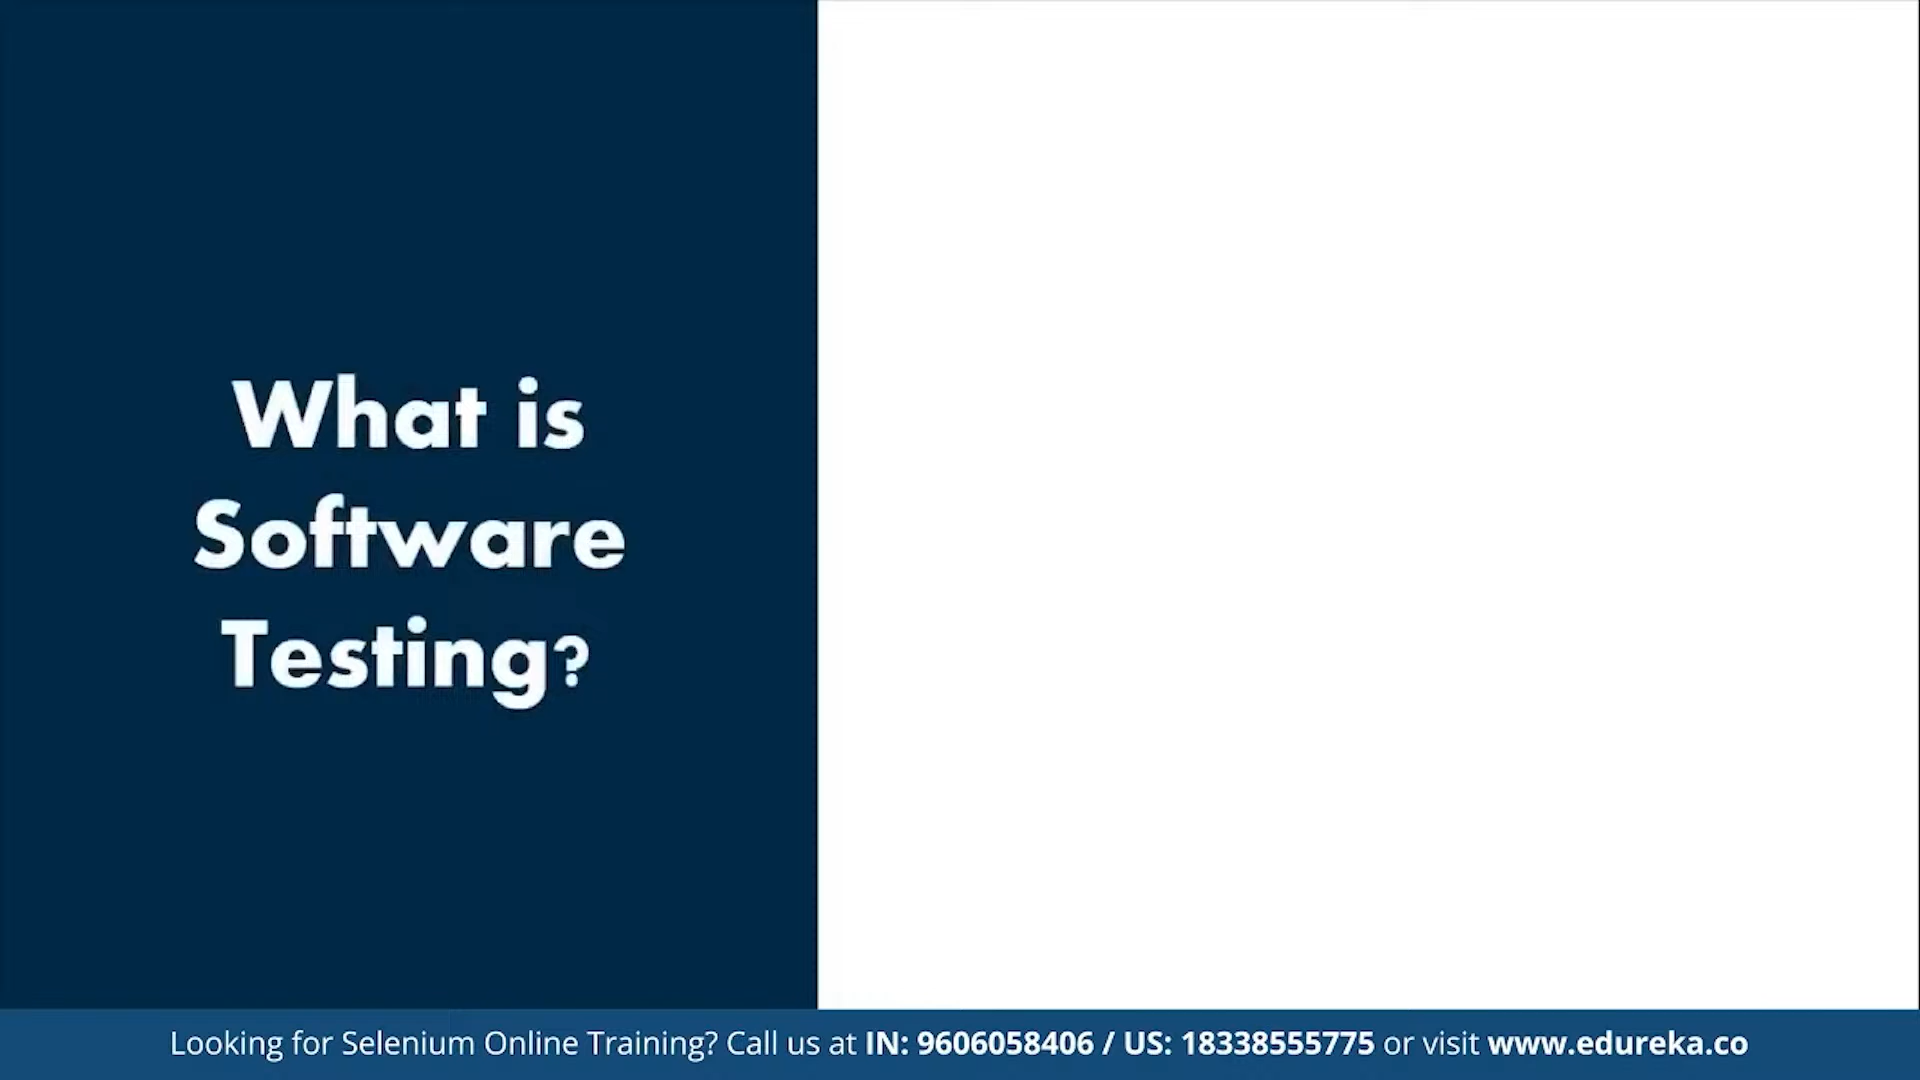 What is
Software
Testing?
Looking for Selenium Online Training? Call us at IN: 9606058406 / US: 18338555775 or visit www.edureka.co